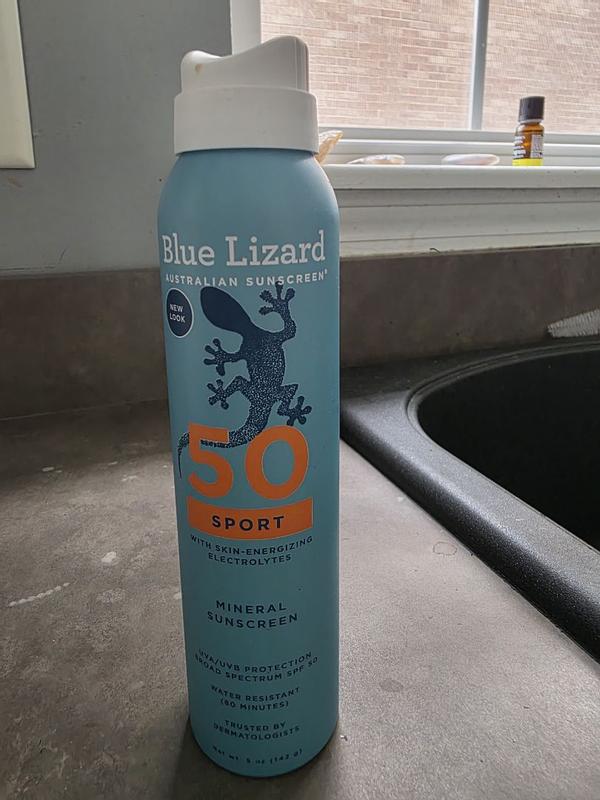 Blue Lizard
AUSTRALIAN SUNSCREEN®
NEW
LOOK
50
SPORT
WITH SKIN-ENERGIZING
ELECTROLYTES
MINERAL
SUNSCREEN
UVA/UVB PROTECTION
BROAD SPECTRUM SPF 50
WATER RESISTANT
(80 MINUTES)
TRUSTED BY
DERMATOLOGISTS
Net wt. 5 oz (142 g)